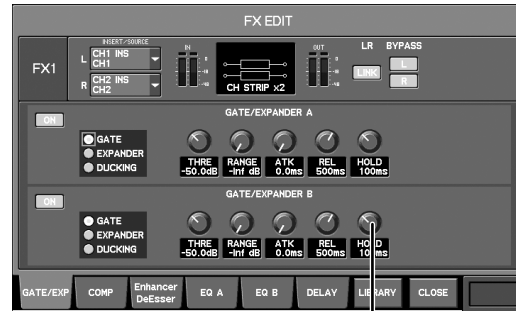 FX EDIT
FX1
INSERT/SOURCE
L CH1 INS
CH1
R CH2 INS
CH2
IN
0
CH STRIP x2
OUT
0
LR
LINK
BYPASS
L
R
ON
GATE/EXPANDER A
GATE
EXPANDER
DUCKING
THRE RANGE ATK REL HOLD
-50.0dB -Inf dB 0.0ms 500ms 100ms
ON
GATE/EXPANDER B
GATE
EXPANDER
DUCKING
THRE RANGE ATK REL HOLD
-50.0dB -Inf dB 0.0ms 500ms
GATE/EXP COMP Enhancer DeEsser EQ A EQ B DELAY LIBRARY CLOSE